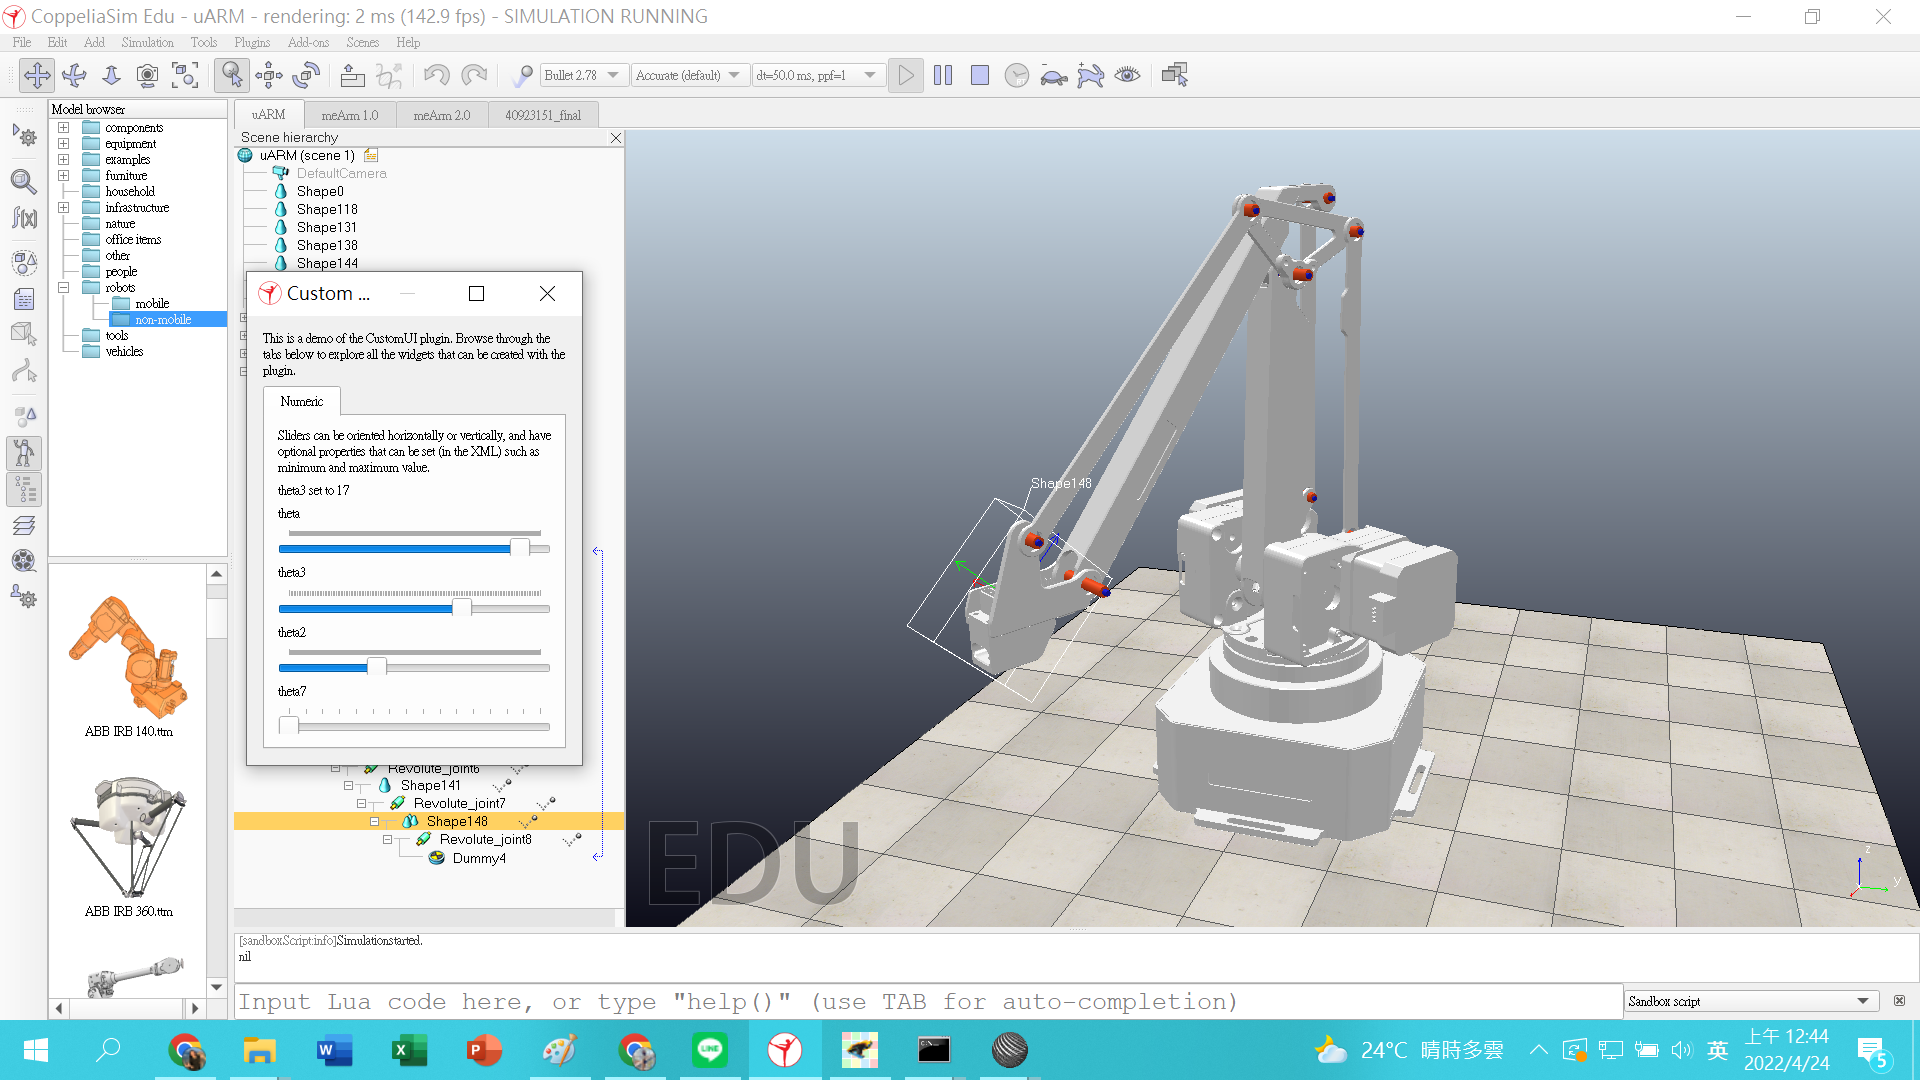 CoppeliaSim Edu - uARM - rendering: 2 ms (142.9 fps) - SIMULATION RUNNING
File Edit Add Simulation Tools Plugins Add-ons Scenes Help
Bullet 2.78 Accurate (default) dt=50.0 ms, ppf=1
Model browser
components
equipment
examples
furniture
household
infrastructure
nature
office items
other
people
robots
mobile
non-mobile
tools
vehicles
ABB IRB 140.ttm
ABB IRB 360.ttm
uARM meArm 1.0 meArm 2.0 40923151_final
Scene hierarchy
uARM (scene 1)
DefaultCamera
Shape0
Shape118
Shape131
Shape138
Shape144
Custom ...
This is a demo of the CustomUI plugin. Browse through the
tabs below to explore all the widgets that can be created with the
plugin.
Numeric
Sliders can be oriented horizontally or vertically, and have
optional properties that can be set (in the XML) such as
minimum and maximum value.
theta3 set to 17
theta
theta3
theta2
theta7
Revolute_joint6
Shape141
Revolute_joint7
Shape148
Revolute_joint8
Dummy4
Shape148
EDU
z
y
[sandboxScript:info]Simulationstarted.
nil
Input Lua code here, or type "help()" (use TAB for auto-completion)
Sandbox script
24°C 晴時多雲
英
上午 12:44
2022/4/24
5